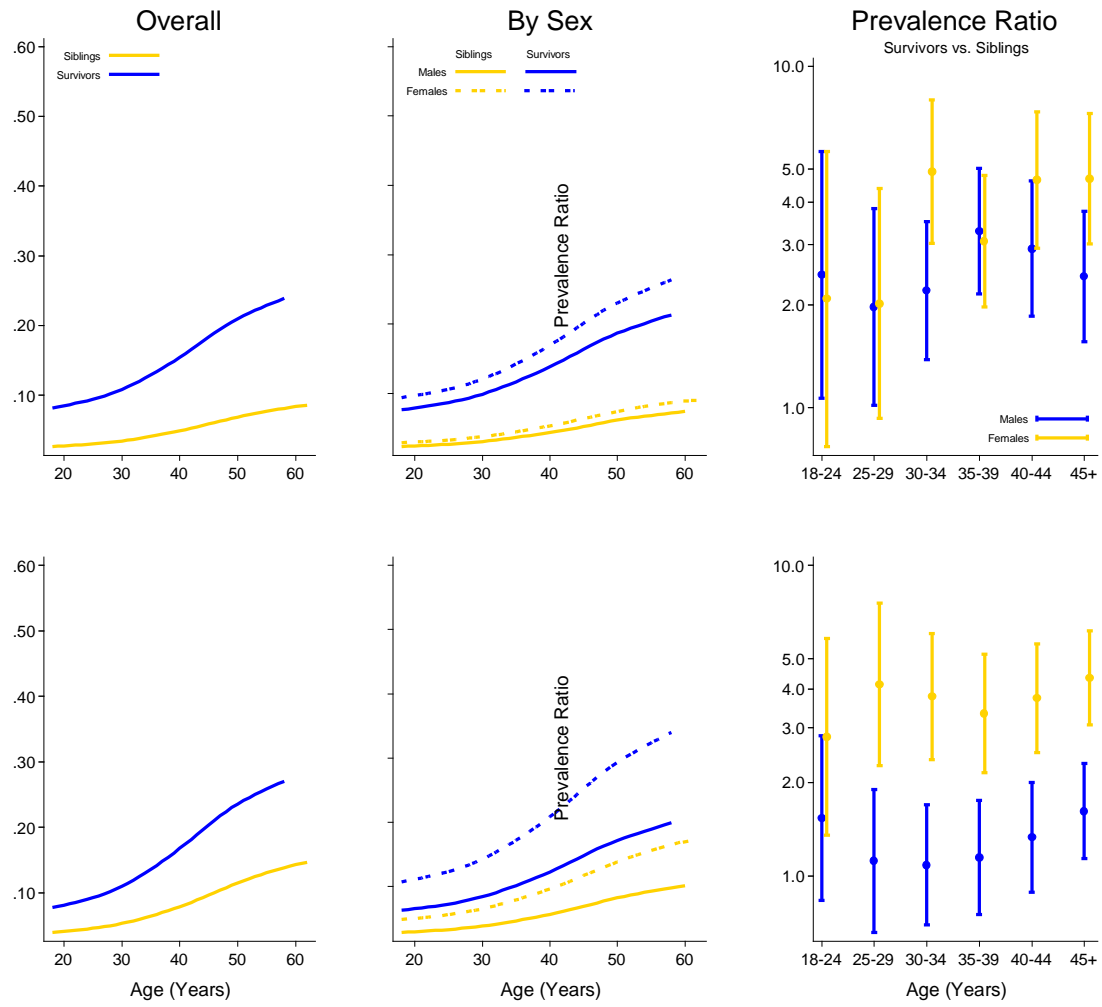 Overall
By Sex
Prevalence Ratio
Survivors vs. Siblings
.60
.50
.40
.30
.20
.10
Siblings
Survivors
20 30 40 50 60
Siblings Survivors
Males
Females
Prevalence Ratio
20 30 40 50 60
10.0
5.0
4.0
3.0
2.0
1.0
Males
Females
18-24 25-29 30-34 35-39 40-44 45+
.60
.50
.40
.30
.20
.10
20 30 40 50 60
Age (Years)
Prevalence Ratio
20 30 40 50 60
Age (Years)
10.0
5.0
4.0
3.0
2.0
1.0
18-24 25-29 30-34 35-39 40-44 45+
Age (Years)